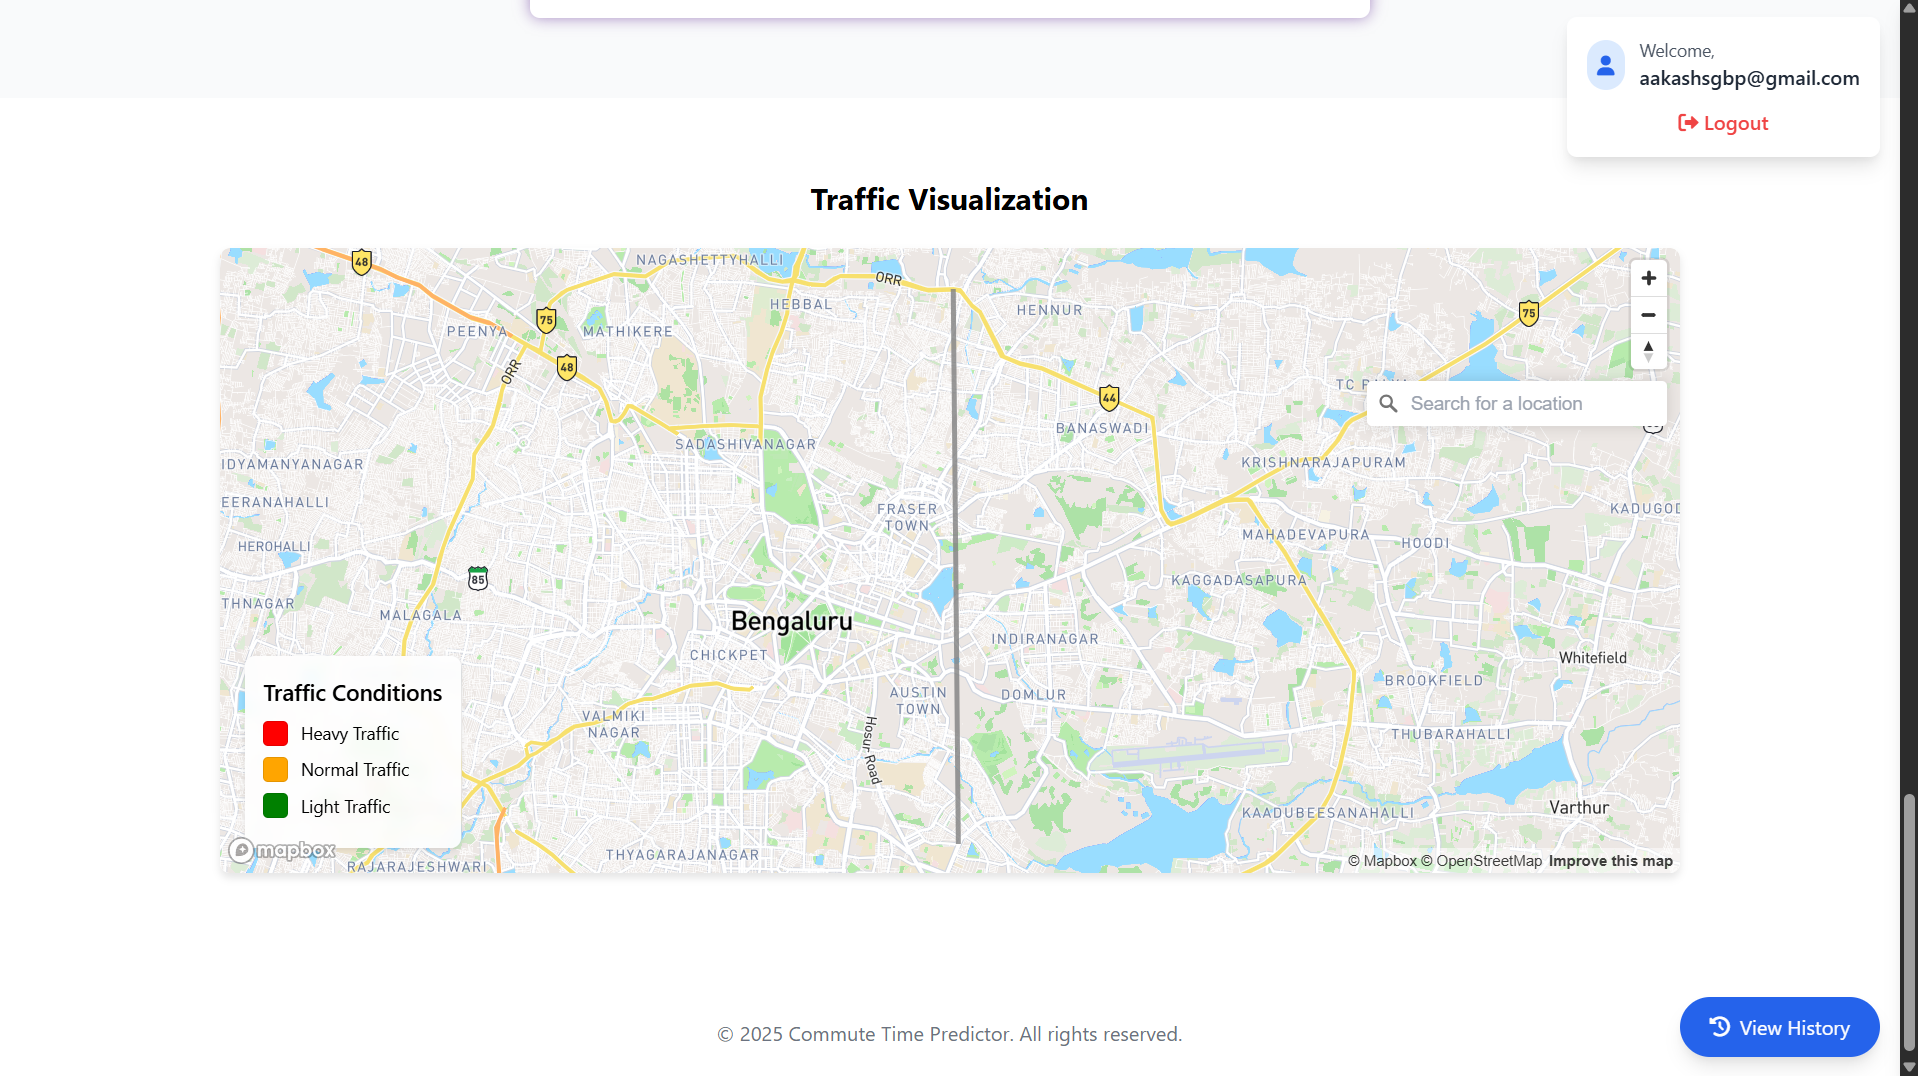 Welcome,
aakashsgbp@gmail.com
Logout
Traffic Visualization
48
NAGASHETTYHALLI
ORR
HEBBAL
HENNUR
75
75
PEENYA
MATHIKERE
48
ORR
44
Search for a location
BANASWADI
SADASHIVANAGAR
IDYAMANYANAGAR
KRISHNARAJAPURAM
EERANAHALLI
FRASER
TOWN
KADUGOD
HEROHALLI
MAHADEVAPURA
HOODI
85
KAGGADASAPURA
THNAGAR
MALAGALA
Bengaluru
INDIRANAGAR
CHICKPET
Whitefield
BROOKFIELD
AUSTIN
TOWN
DOMLUR
VALMIKI
NAGAR
Hosur Road
THUBARAHALLI
Traffic Conditions
Heavy Traffic
Normal Traffic
Light Traffic
Varthur
KAADUBEESANAHALLI
mapbox
THYAGARAJANAGAR
RAJARAJESHWARI
© Mapbox © OpenStreetMap Improve this map
© 2025 Commute Time Predictor. All rights reserved.
View History